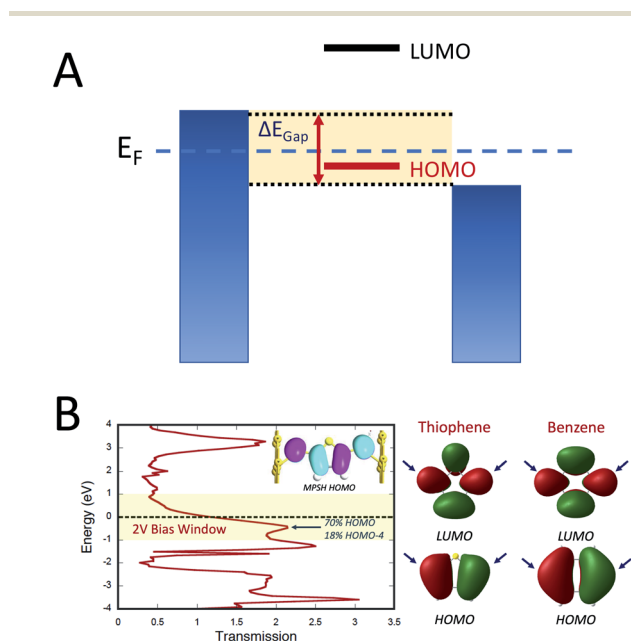 A
LUMO
E_F
ΔE_Gap
HOMO
B
4
3
2
1
0
-1
-2
-3
-4
Energy (eV)
0 0.5 1 1.5 2 2.5 3 3.5
Transmission
MPSH HOMO
2V Bias Window
70% HOMO
18% HOMO-4
Thiophene Benzene
LUMO LUMO
HOMO HOMO